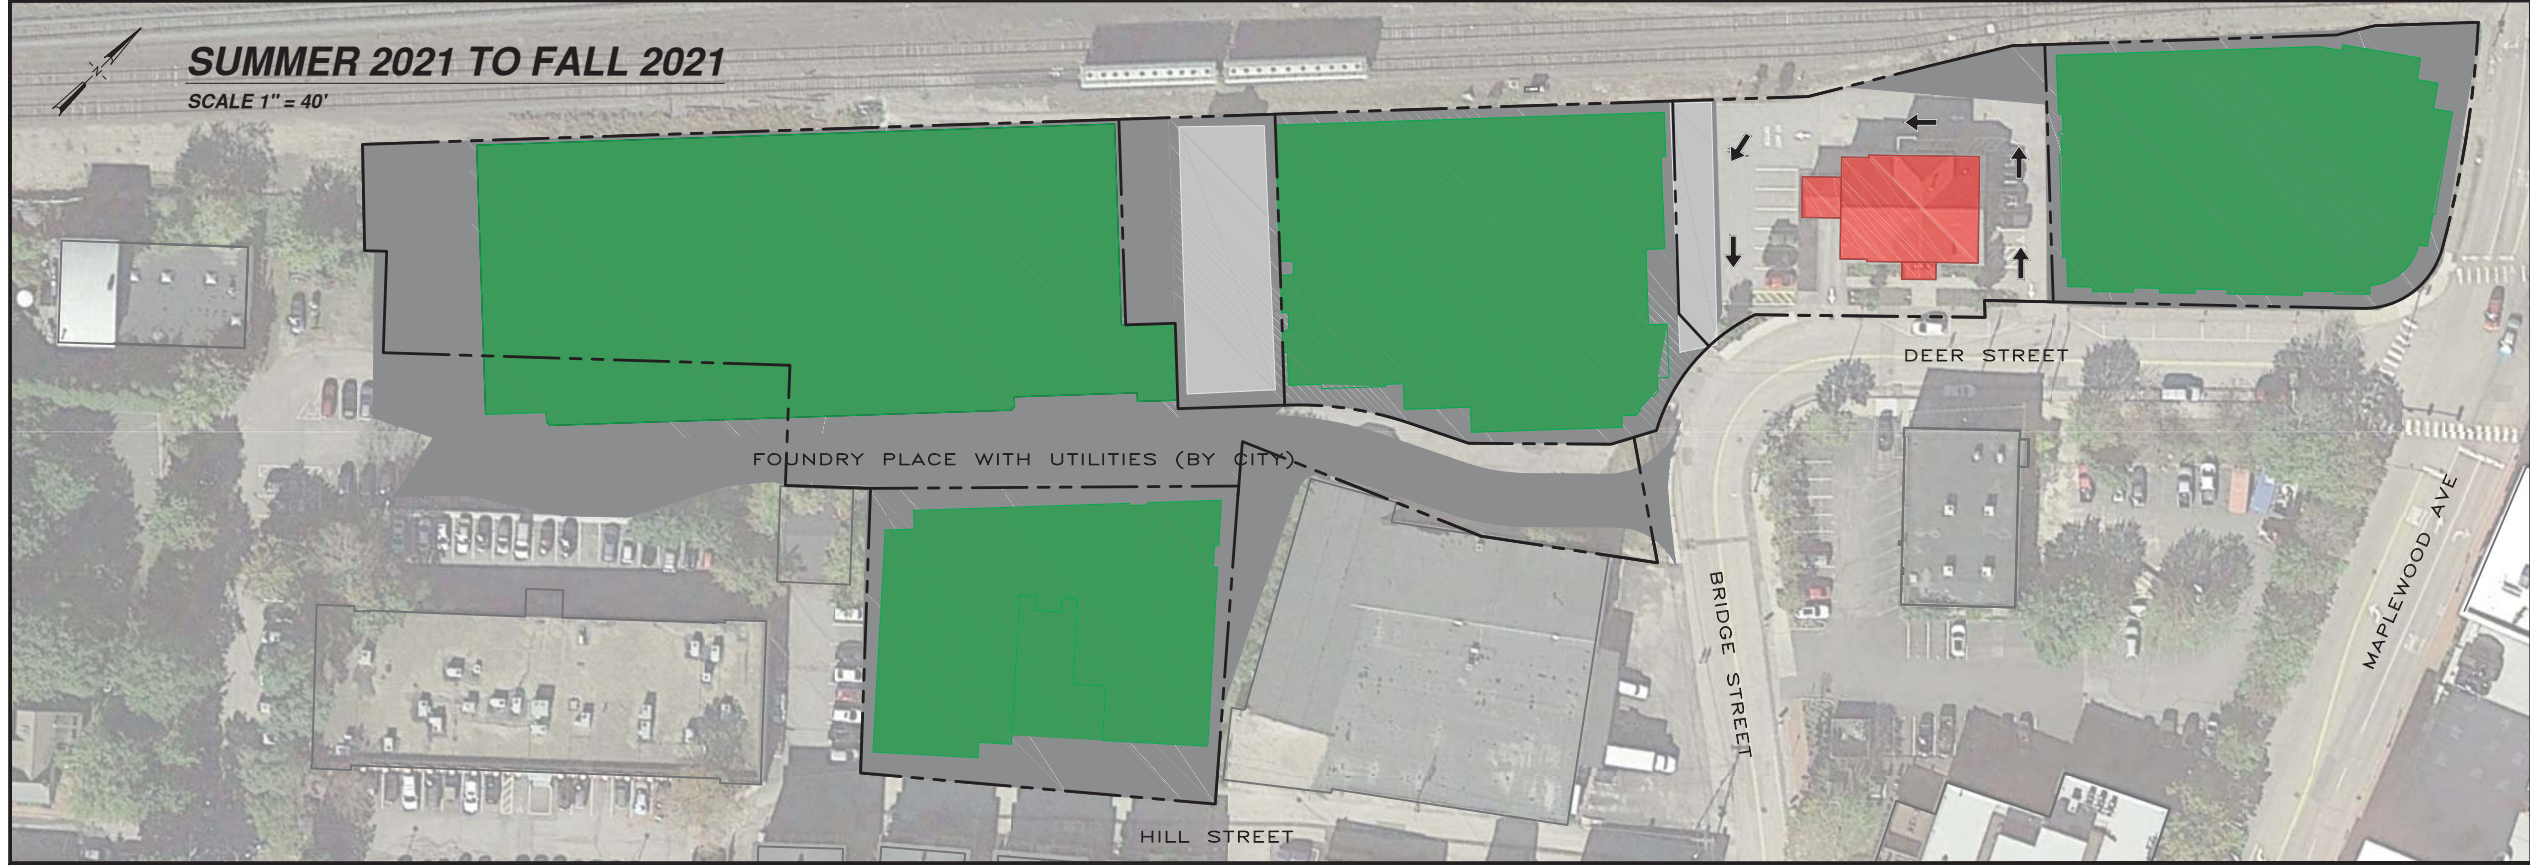 SUMMER 2021 TO FALL 2021
SCALE 1" = 40'
N
DEER STREET
FOUNDRY PLACE WITH UTILITIES (BY CITY)
BRIDGE STREET
MAPLEWOOD AVE
HILL STREET